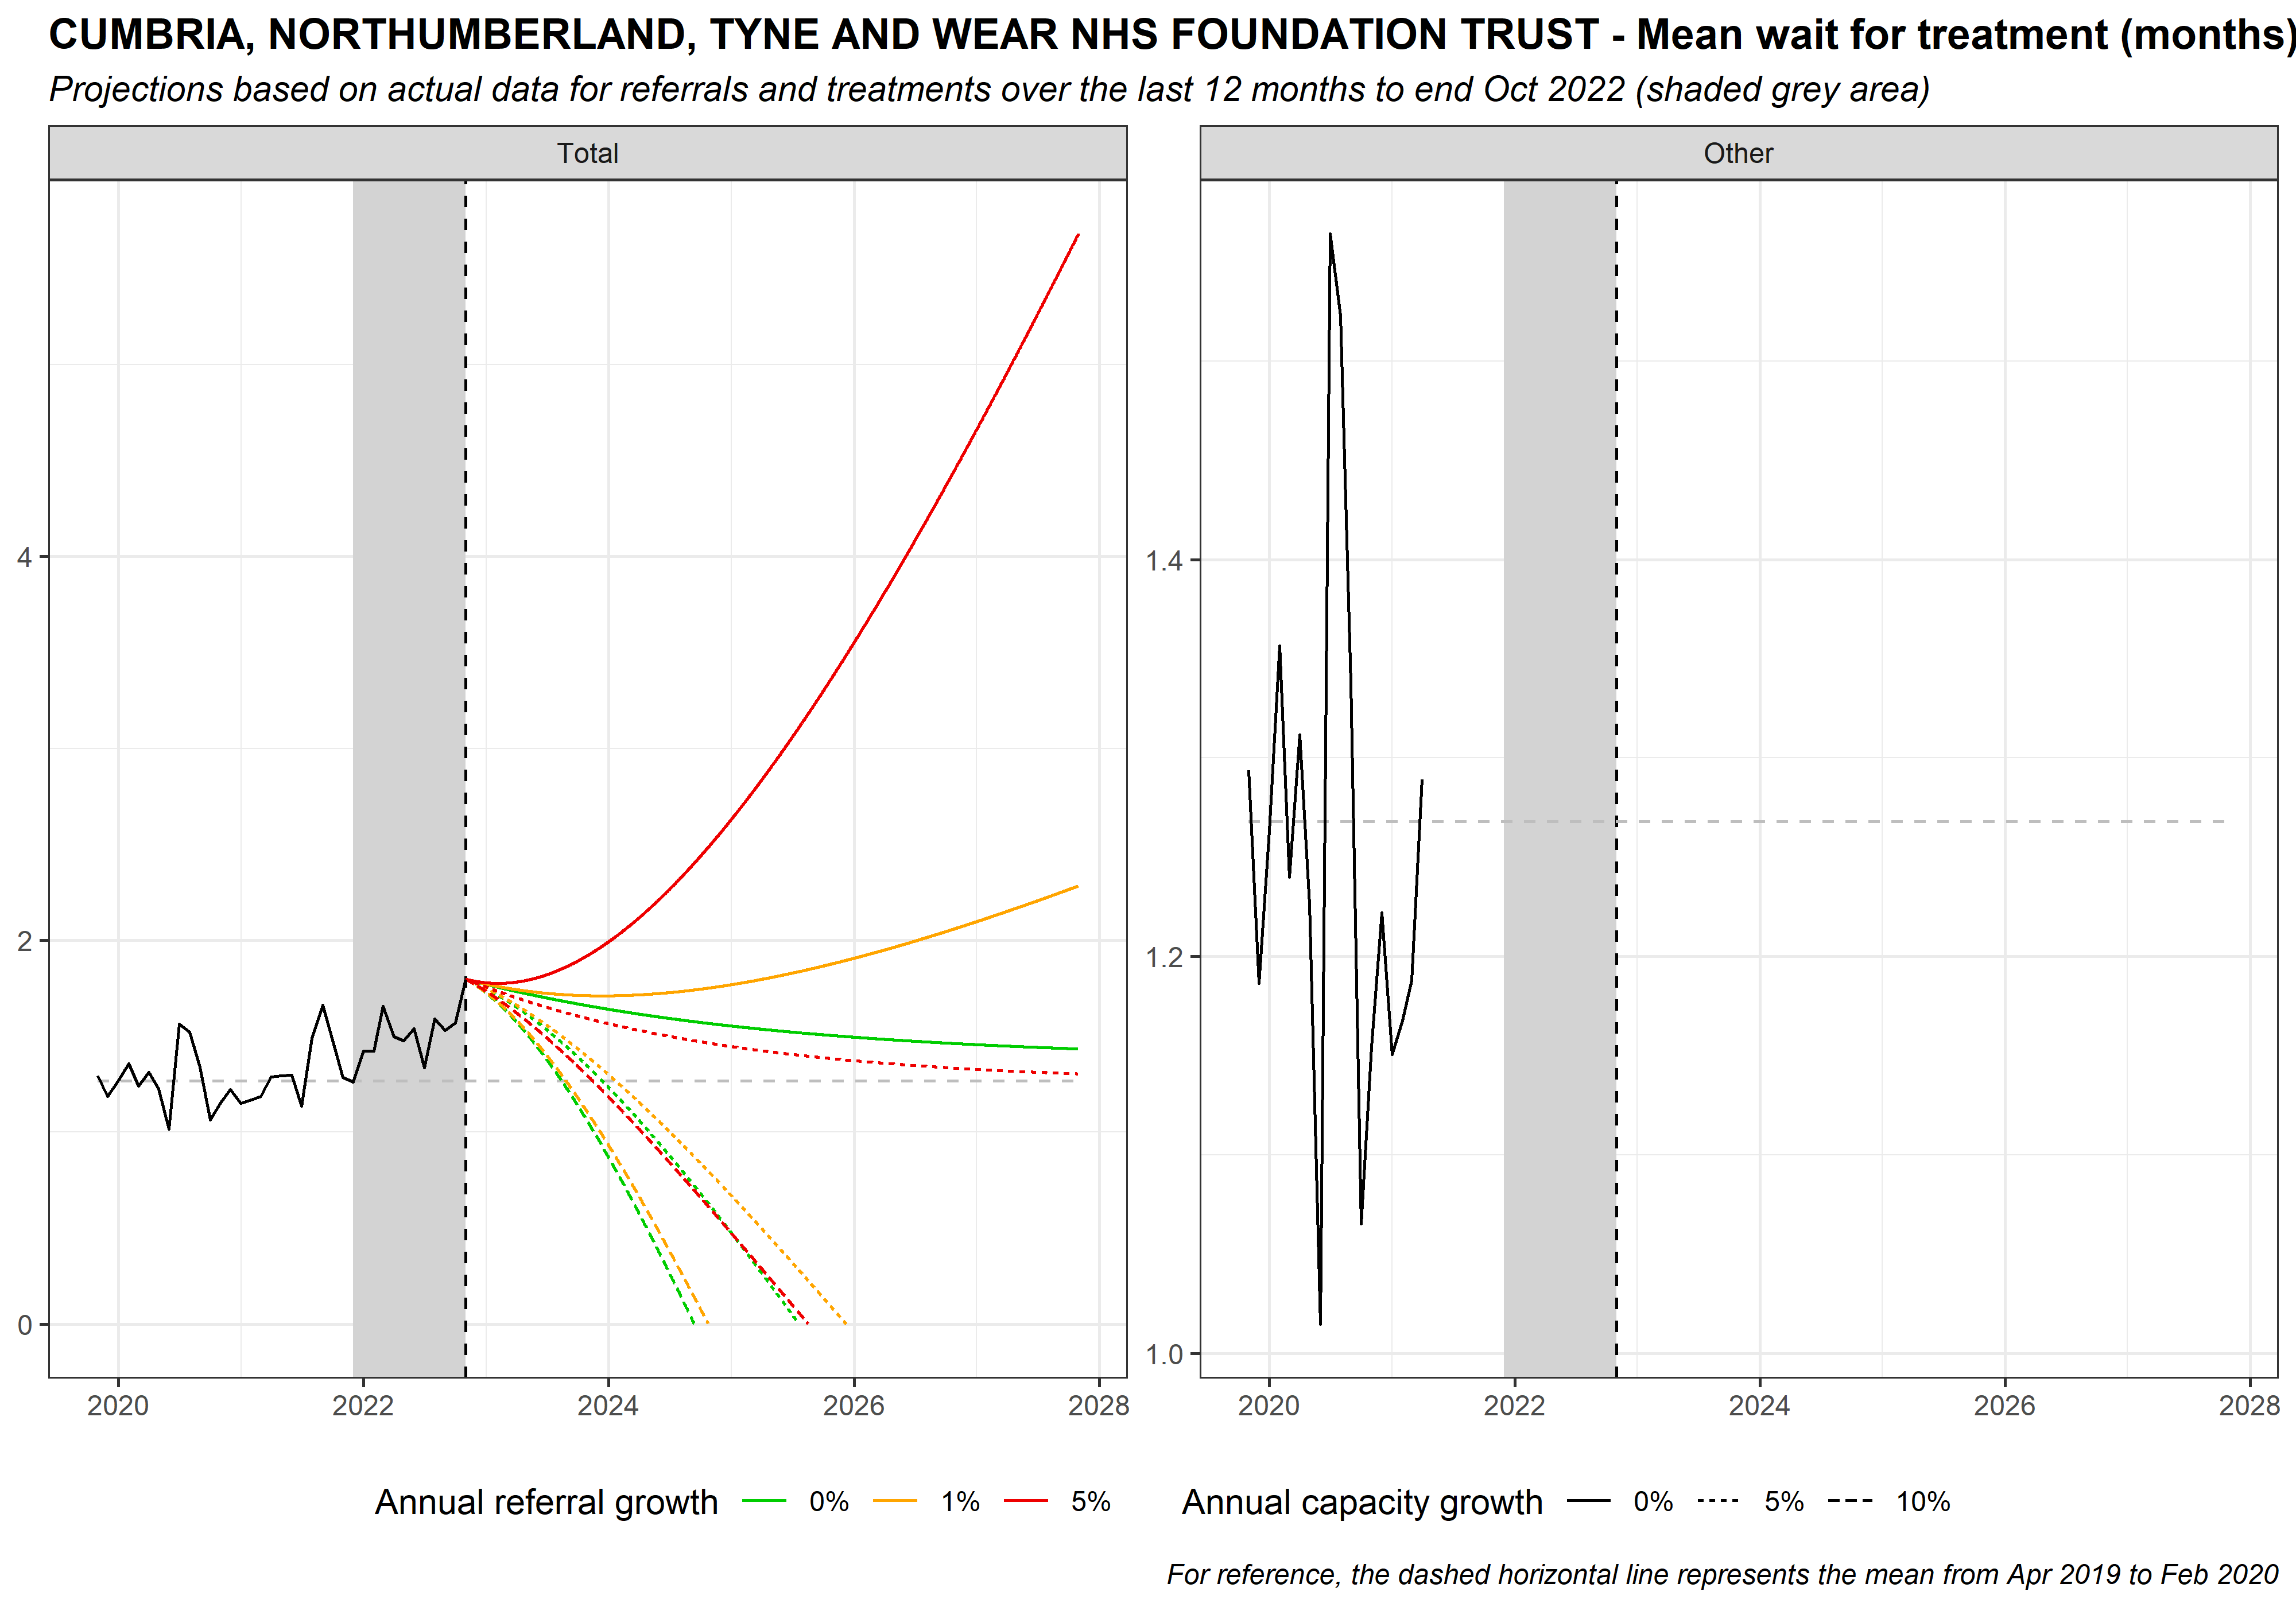 CUMBRIA, NORTHUMBERLAND, TYNE AND WEAR NHS FOUNDATION TRUST - Mean wait for treatment (months)
Projections based on actual data for referrals and treatments over the last 12 months to end Oct 2022 (shaded grey area)
Total
Other
4
2
0
1.4
1.2
1.0
2020 2022 2024 2026 2028
2020 2022 2024 2026 2028
Annual referral growth 0% 1% 5%
Annual capacity growth 0% 5% 10%
For reference, the dashed horizontal line represents the mean from Apr 2019 to Feb 2020